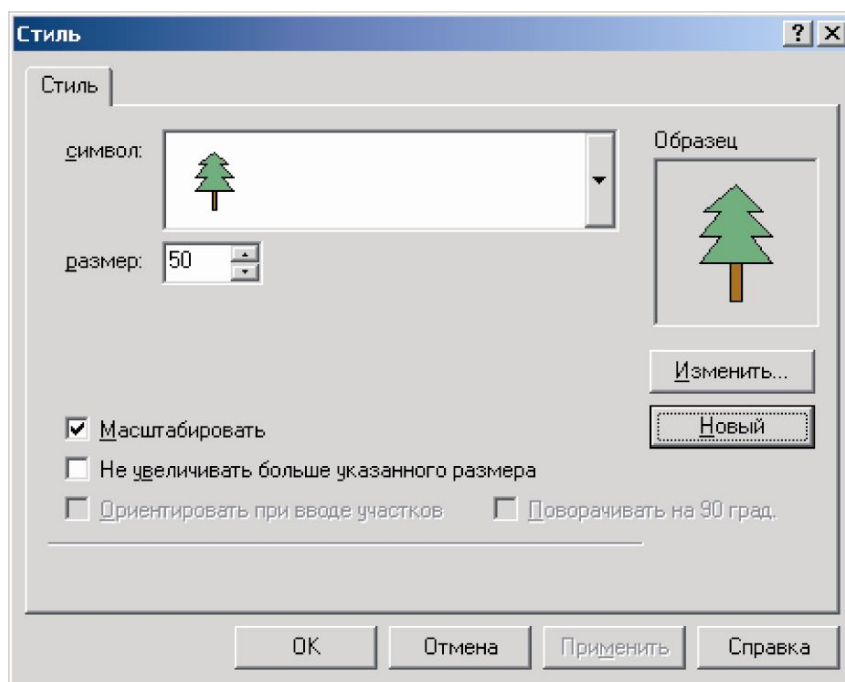 Стиль
Стиль
символ:
Образец
размер:
50
Изменить...
Масштабировать
Новый
Не увеличивать больше указанного размера
Ориентировать при вводе участков
Поворачивать на 90 град.
OK
Отмена
Применить
Справка